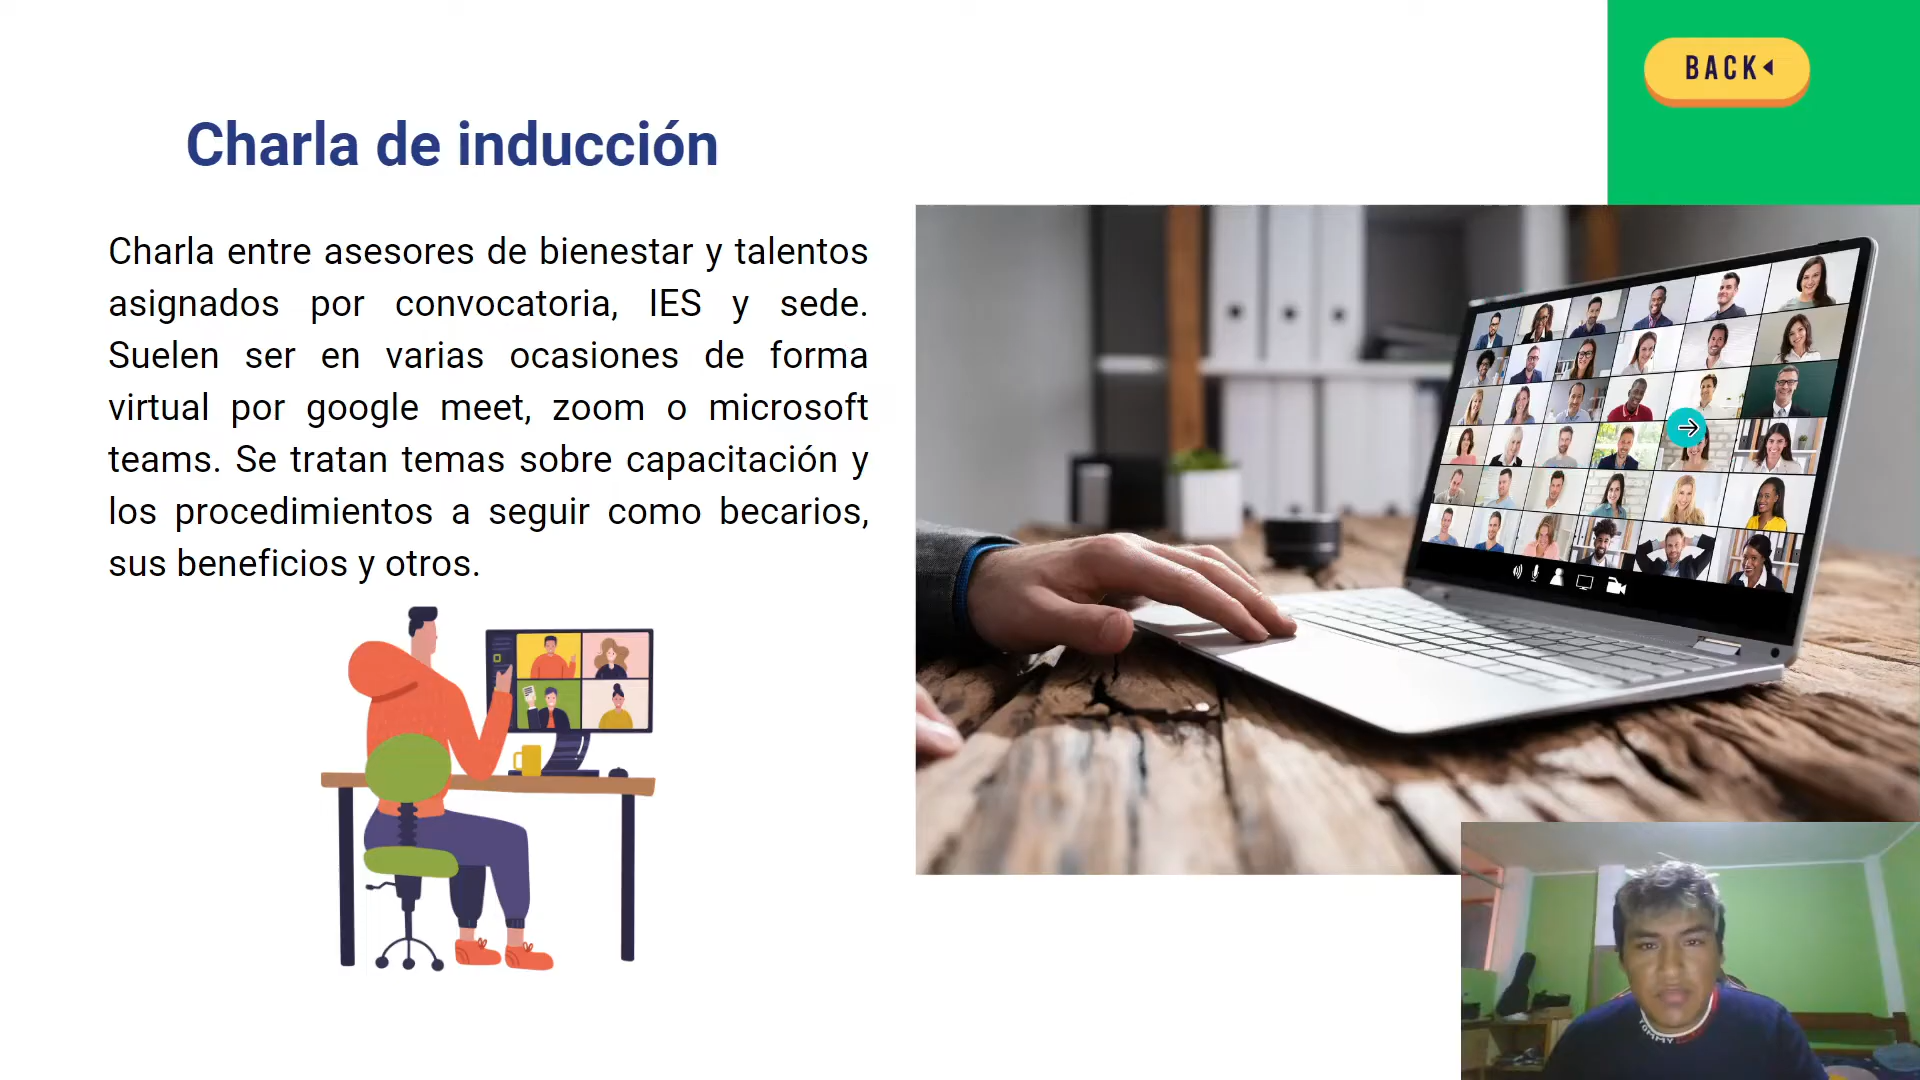 BACK
Charla de inducción
Charla entre asesores de bienestar y talentos
asignados por convocatoria, IES y sede.
Suelen ser en varias ocasiones de forma
virtual por google meet, zoom o microsoft
teams. Se tratan temas sobre capacitación y
los procedimientos a seguir como becarios,
sus beneficios y otros.
TOMMY